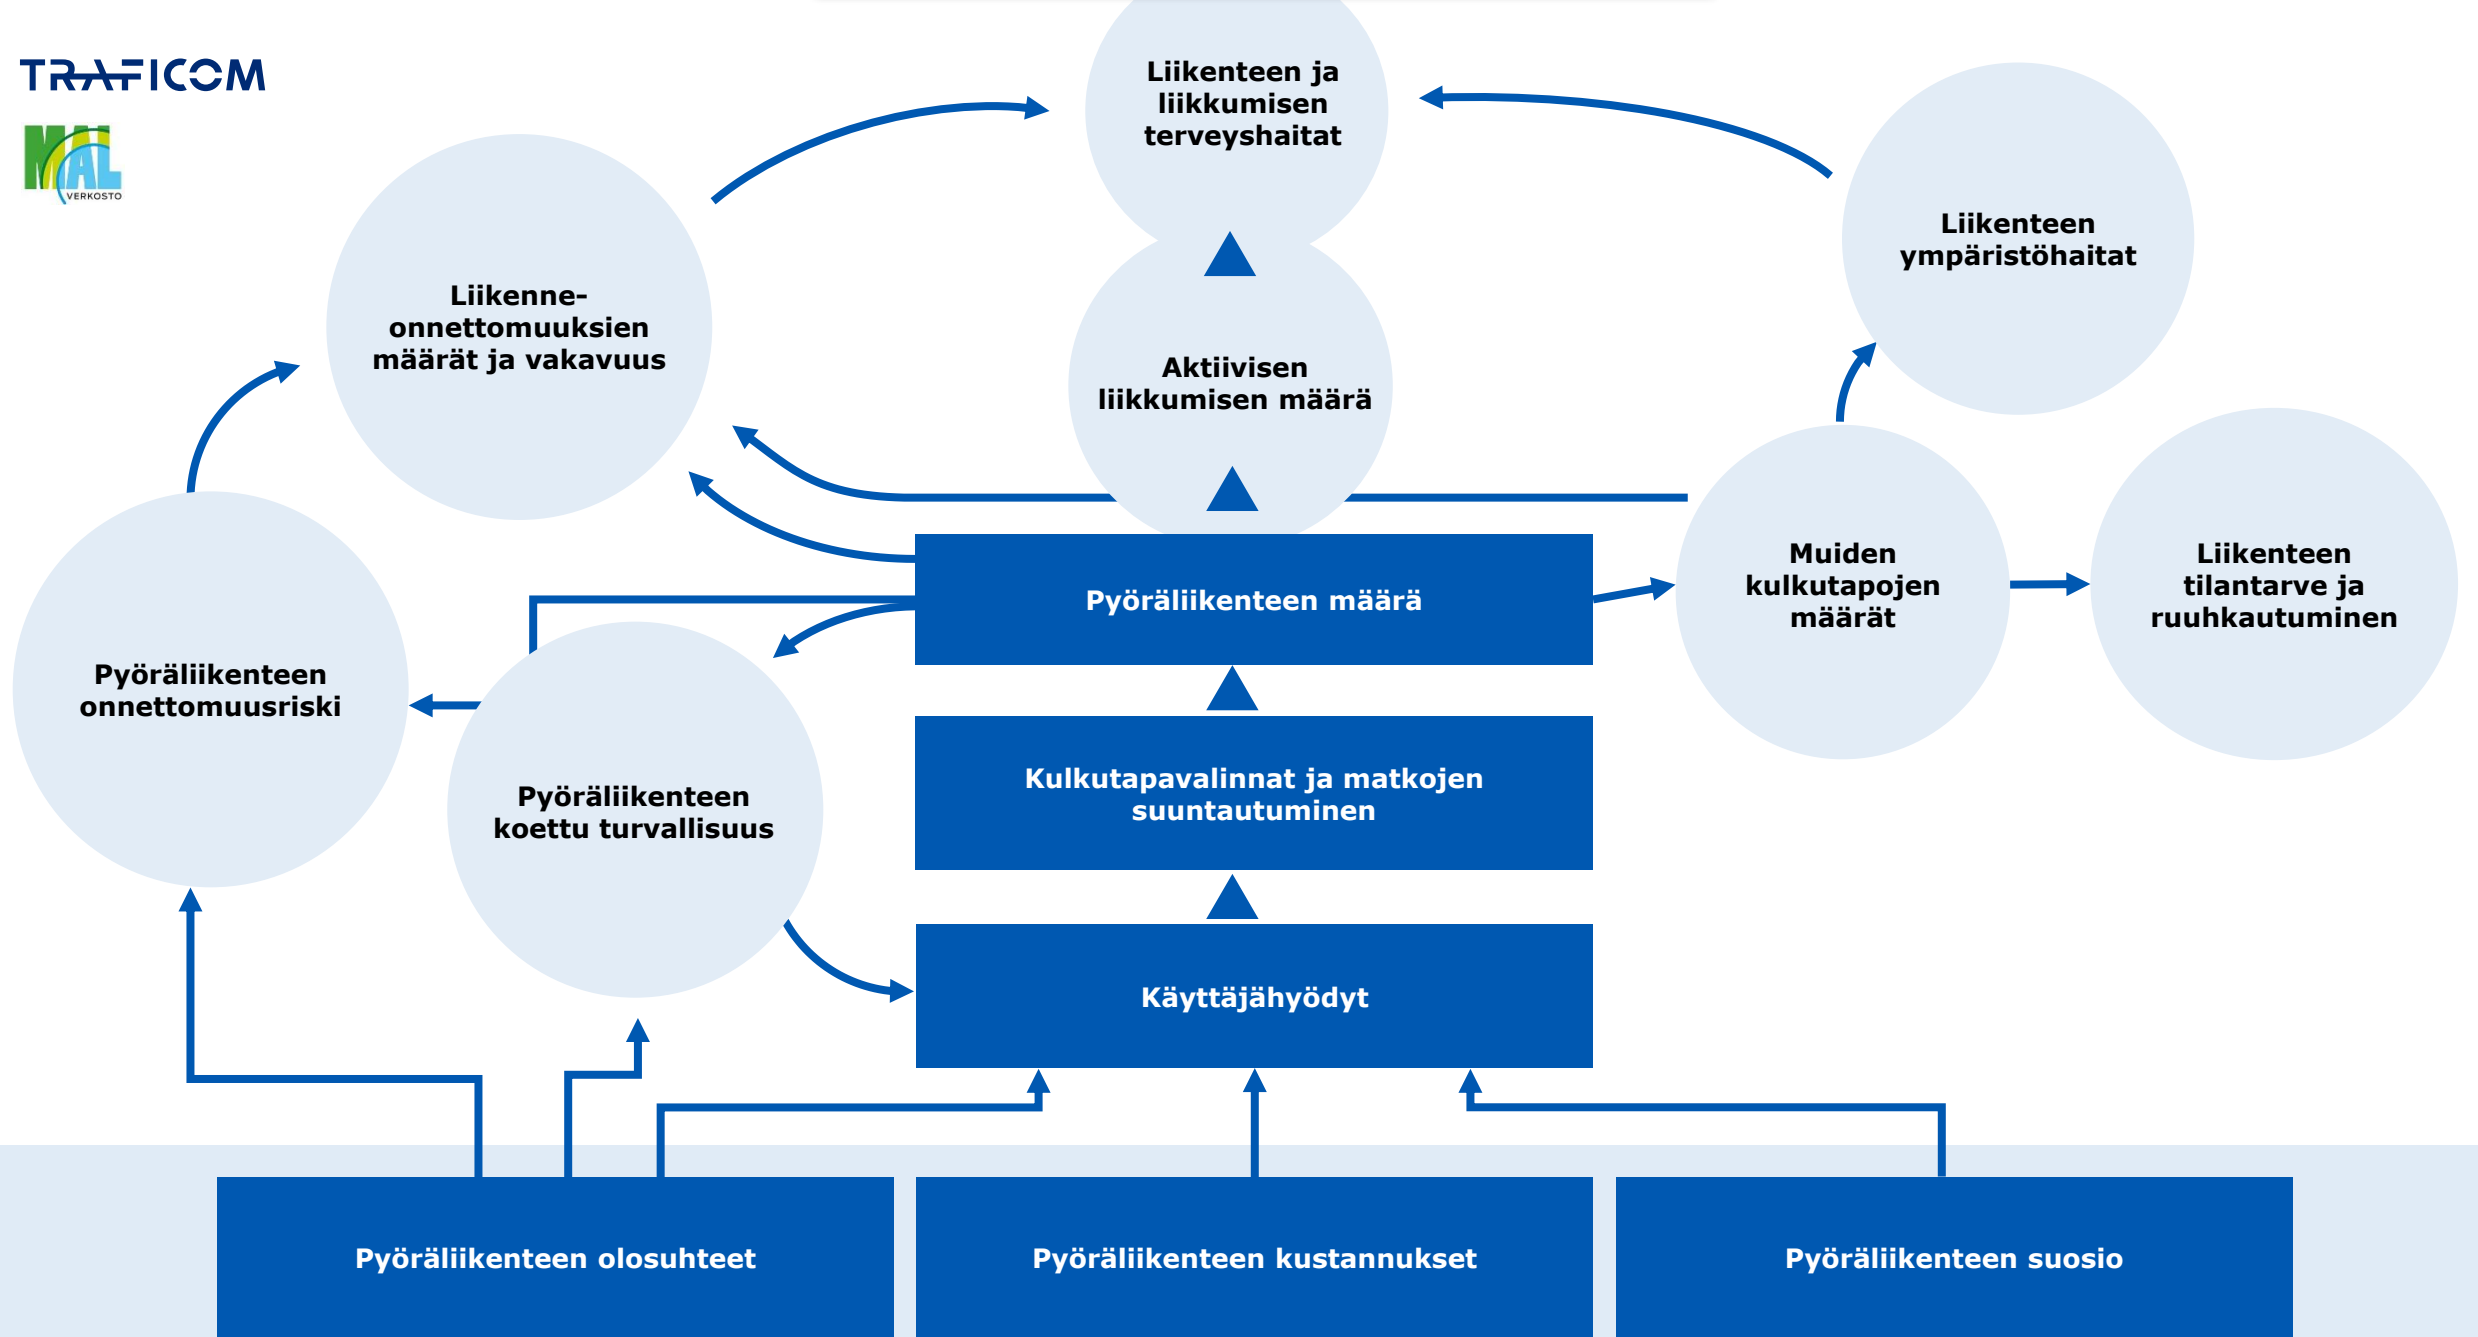 TRAFICOM
MAL
VERKOSTO
Liikenteen ja
liikkumisen
terveyshaitat
Liikenteen
ympäristöhaitat
Liikenne-
onnettomuuksien
määrät ja vakavuus
Aktiivisen
liikkumisen määrä
Muiden
kulkutapojen
määrät
Liikenteen
tilantarve ja
ruuhkautuminen
Pyöräliikenteen määrä
Pyöräliikenteen
onnettomuusriski
Pyöräliikenteen
koettu turvallisuus
Kulkutapavalinnat ja matkojen
suuntautuminen
Käyttäjähyödyt
Pyöräliikenteen olosuhteet
Pyöräliikenteen kustannukset
Pyöräliikenteen suosio